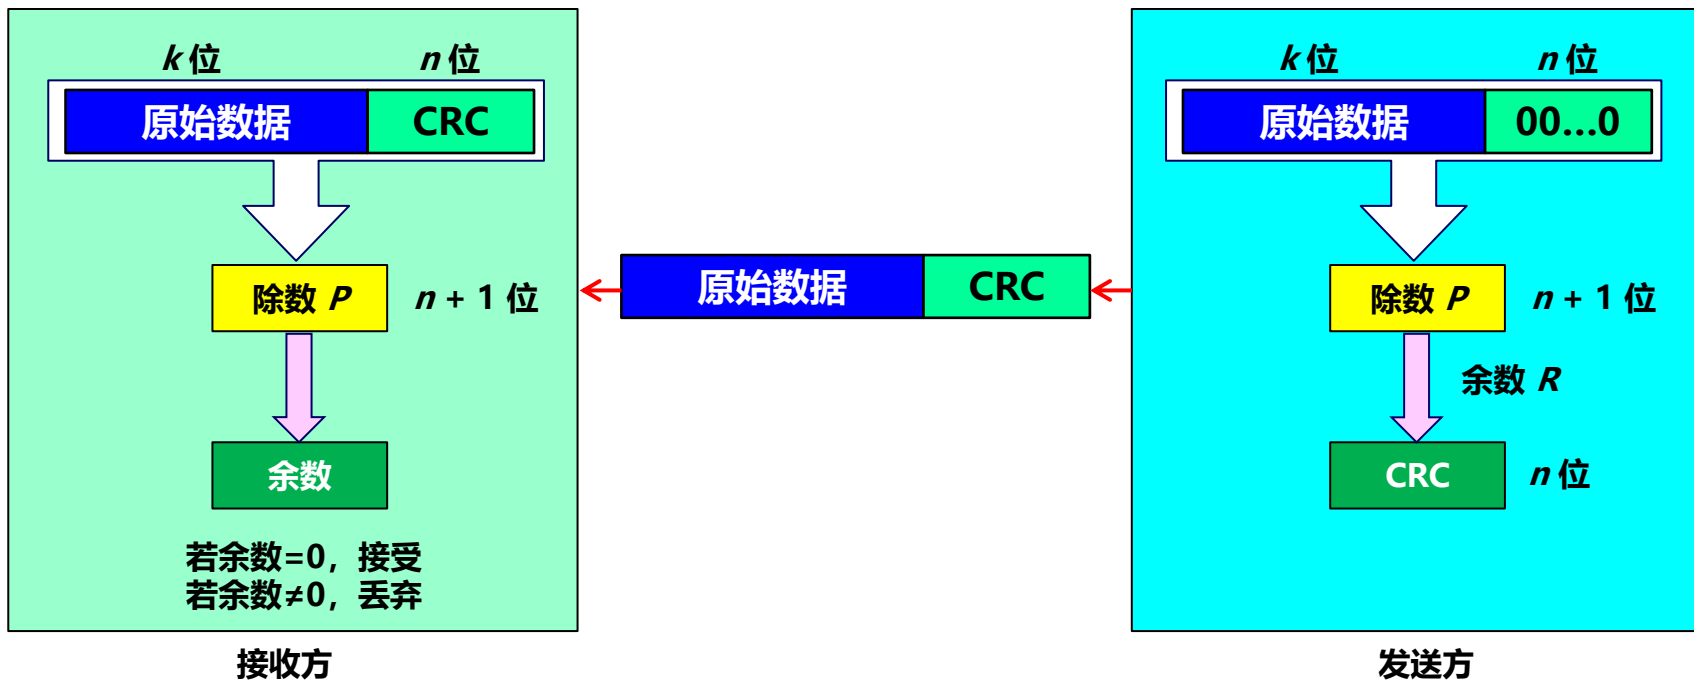 k 位
n 位
原始数据
CRC
除数 P
n + 1 位
余数
若余数=0，接受
若余数≠0，丢弃
接收方
原始数据
CRC
k 位
n 位
原始数据
00…0
除数 P
n + 1 位
余数 R
CRC
n 位
发送方